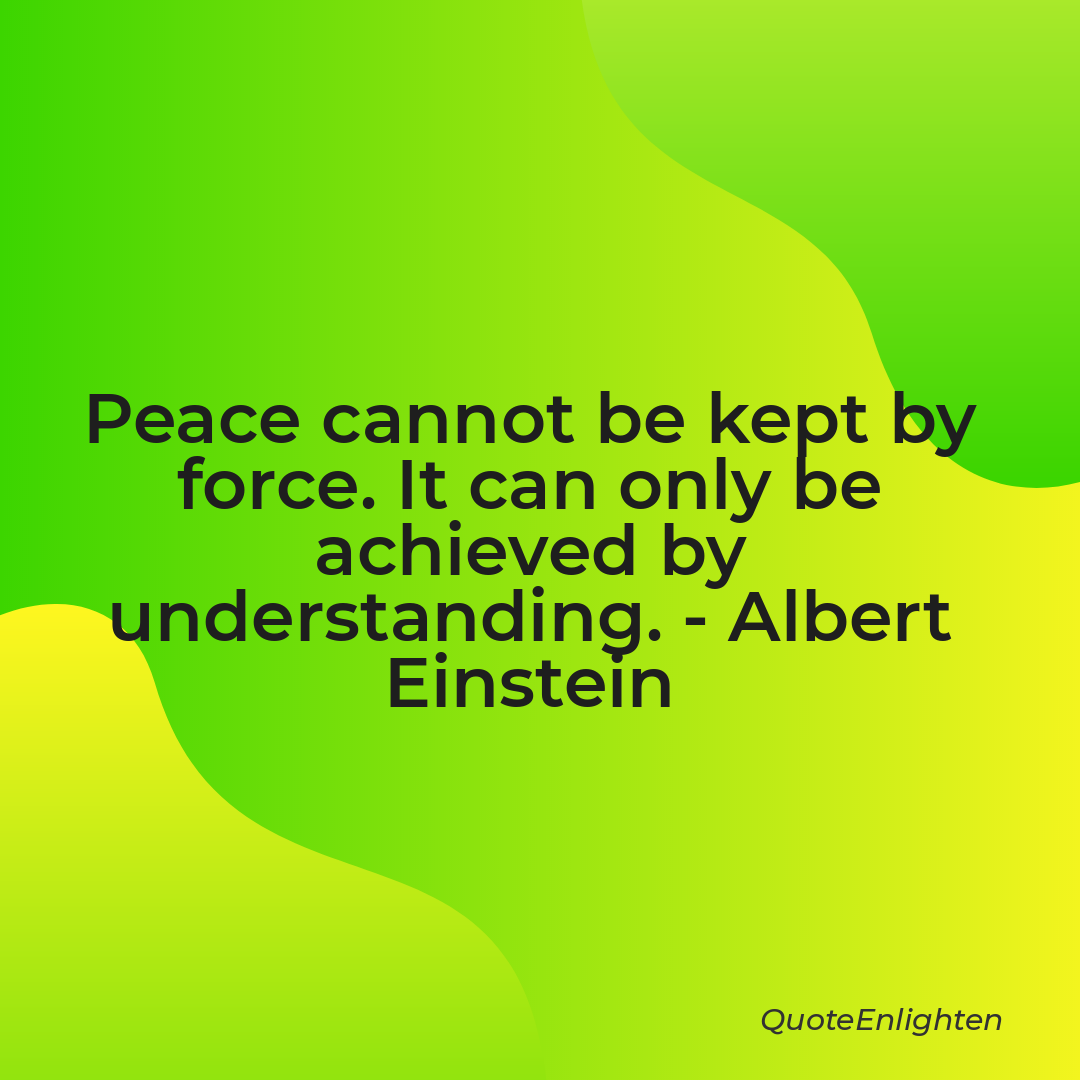 Peace cannot be kept by
force. It can only be
achieved by
understanding. - Albert
Einstein
QuoteEnlighten